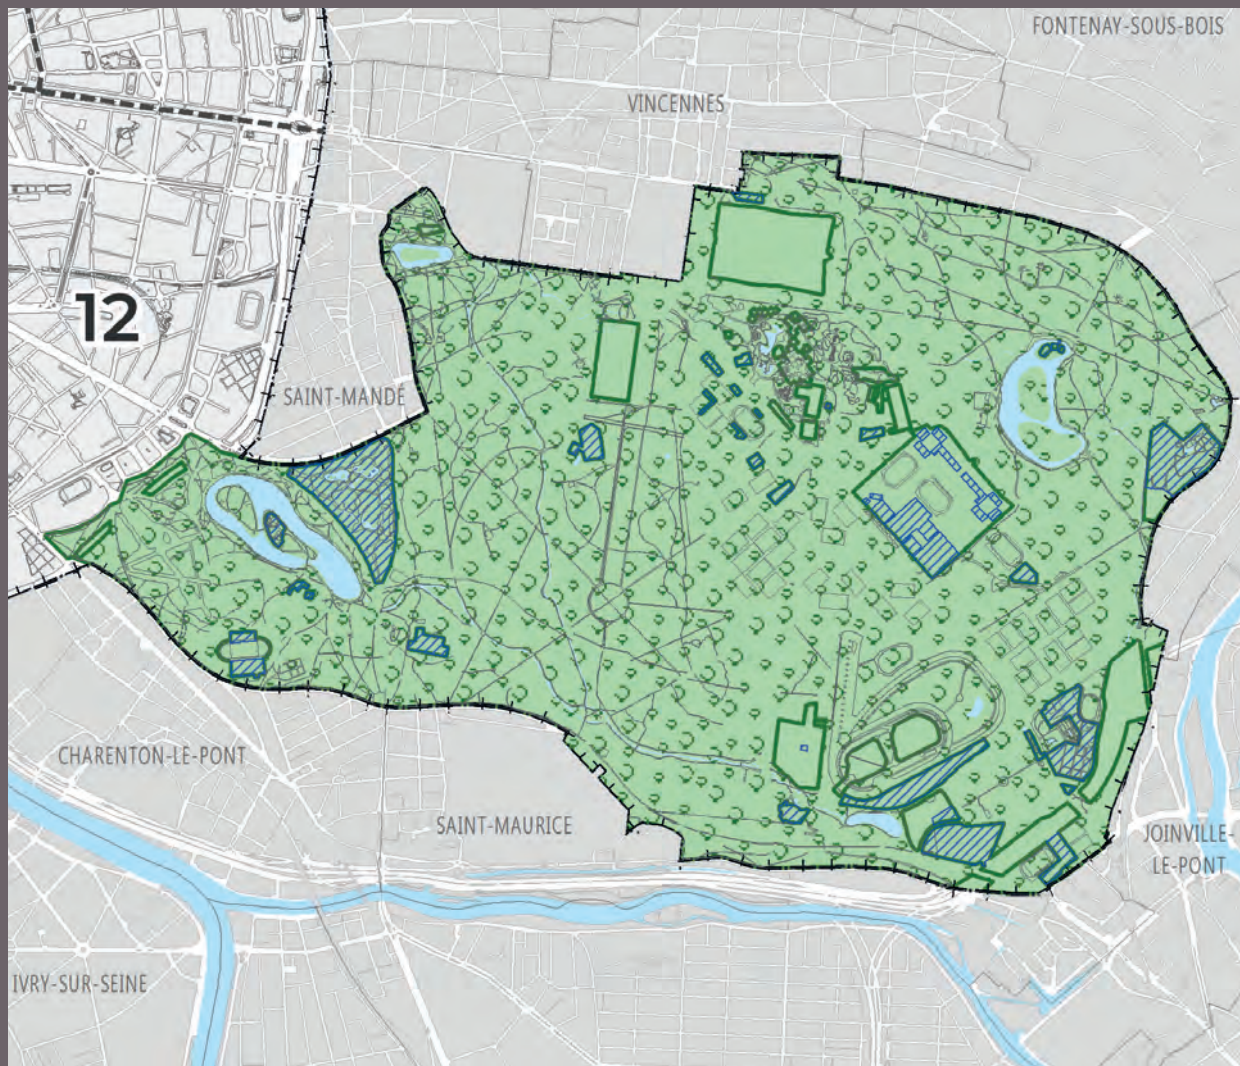 FONTENAY-SOUS-BOIS
VINCENNES
12
SAINT-MANDÉ
CHARENTON-LE-PONT
SAINT-MAURICE
JOINVILLE-
LE-PONT
IVRY-SUR-SEINE